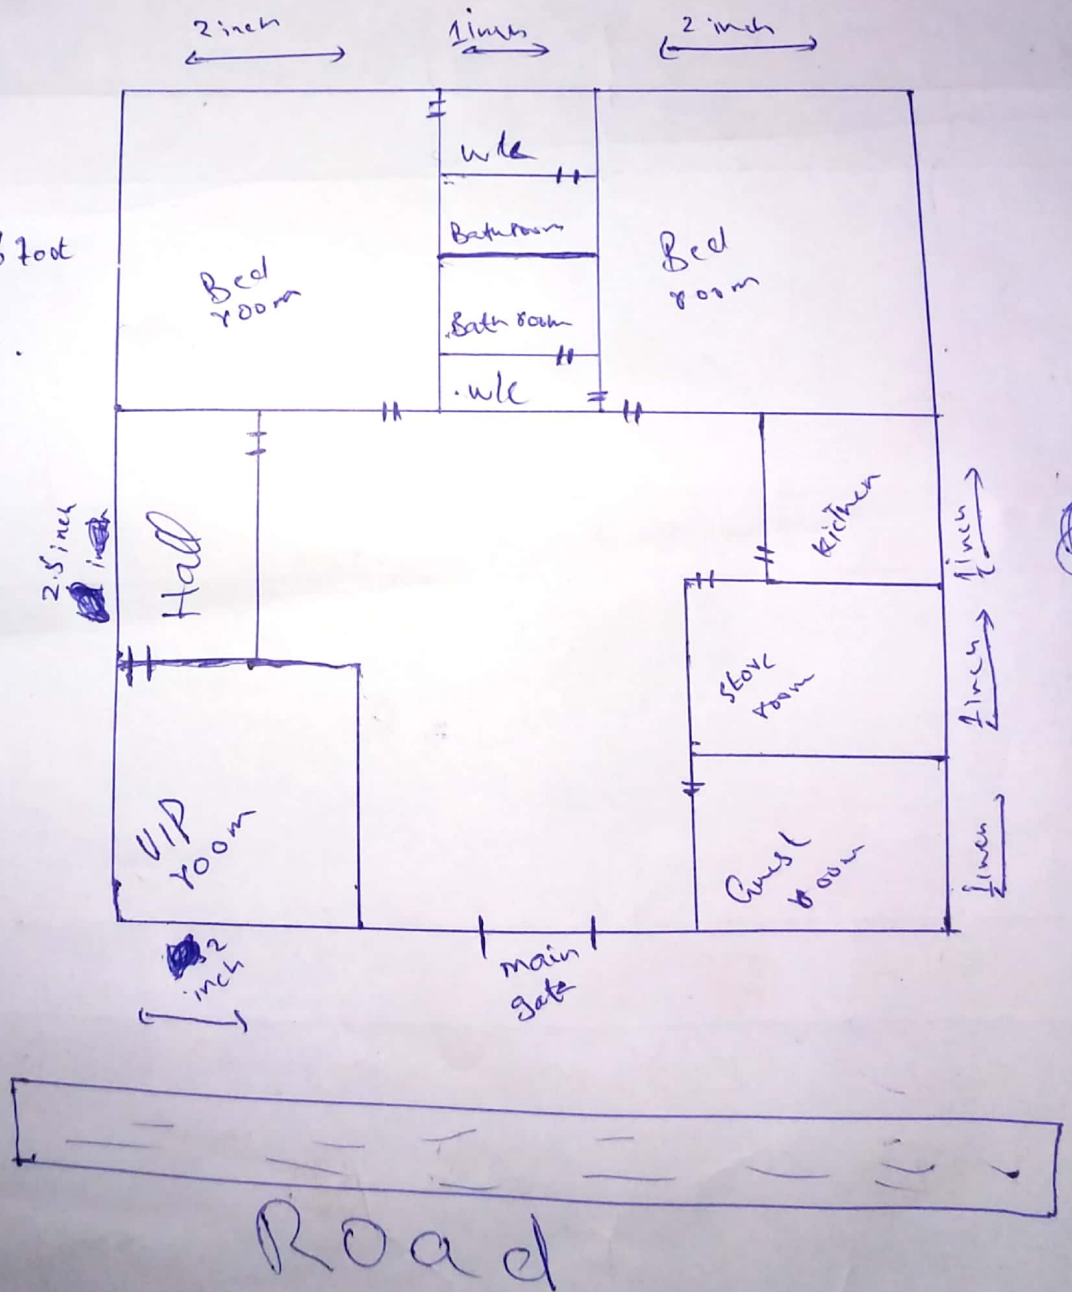 2 inch
1 inch
2 inch
w/c
Bathroom
foot
Bed
room
Bed
room
Bath room
w/c
Hall
2.5 inch
Kitchen
1 inch
Store
room
1 inch
VIP
room
Guest
room
1 inch
2
inch
main
gate
Road